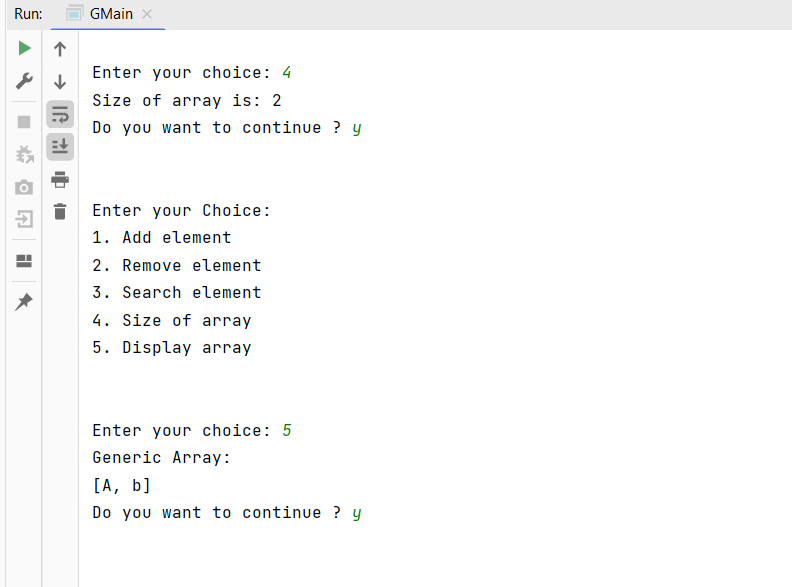 Run: GMain
Enter your choice: 4
Size of array is: 2
Do you want to continue ? y
Enter your Choice:
1. Add element
2. Remove element
3. Search element
4. Size of array
5. Display array
Enter your choice: 5
Generic Array:
[A, b]
Do you want to continue ? y